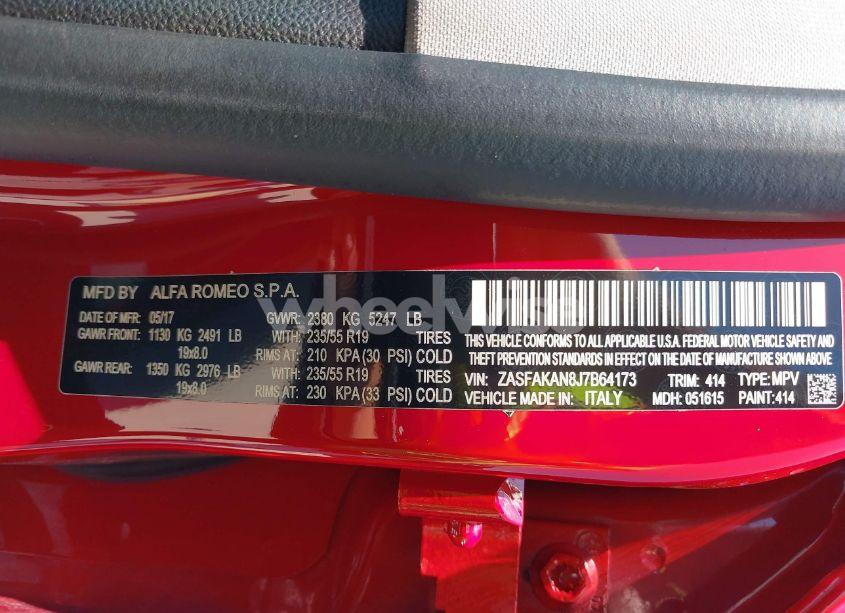 MFD BY ALFA ROMEO S.P.A.
DATE OF MFR: 05/17 GVWR: 2380 KG 5247 LB
GAWR FRONT: 1130 KG 2491 LB WITH: 235/55 R19 TIRES
19x8.0 RIMS AT: 210 KPA (30 PSI) COLD
GAWR REAR: 1350 KG 2976 LB WITH: 235/55 R19 TIRES
19x8.0 RIMS AT: 230 KPA (33 PSI) COLD
THIS VEHICLE CONFORMS TO ALL APPLICABLE U.S.A. FEDERAL MOTOR VEHICLE SAFETY AND
THEFT PREVENTION STANDARDS IN EFFECT ON THE DATE OF MANUFACTURE SHOWN ABOVE.
VIN: ZASFAKAN8J7B64173 TRIM: 414 TYPE: MPV
VEHICLE MADE IN: ITALY MDH: 051615 PAINT:414
wheelwise